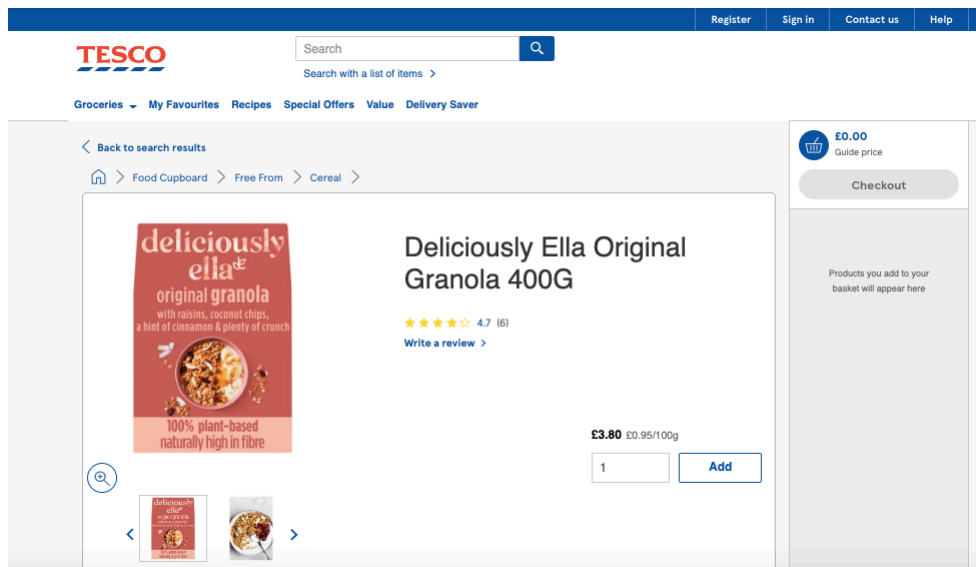 Register
Sign in
Contact us
Help
TESCO
Search
Search with a list of items >
Groceries
My Favourites
Recipes
Special Offers
Value
Delivery Saver
Back to search results
Food Cupboard
Free From
Cereal
£0.00
Guide price
Checkout
Products you add to your
basket will appear here
deliciously
ella
original granola
with raisins, coconut chips,
a hint of cinnamon & plenty of crunch
100% plant-based
naturally high in fibre
Deliciously Ella Original
Granola 400G
4.7 (6)
Write a review >
£3.80 £0.95/100g
1
Add
deliciously
ella